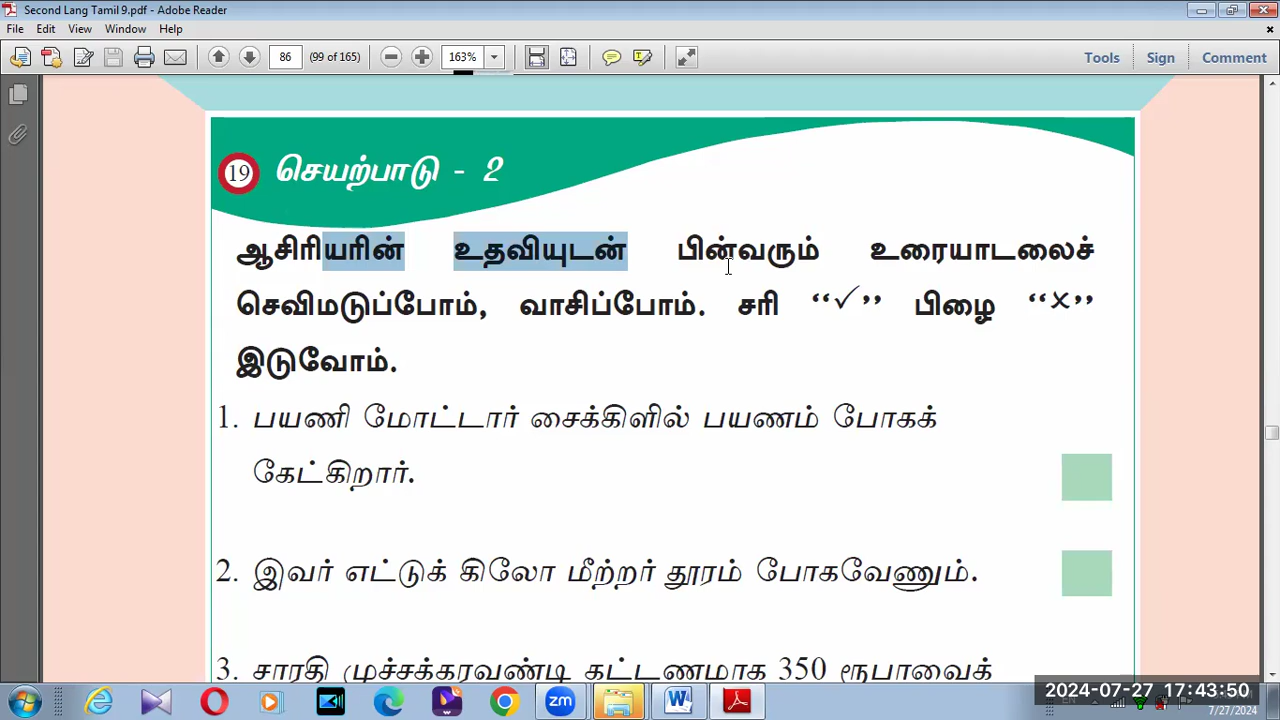 Second Lang Tamil 9.pdf - Adobe Reader
File Edit View Window Help
86 (99 of 165) 163% Tools Sign Comment
19 செயற்பாடு - 2
ஆசிரியரின் உதவியுடன் பின்வரும் உரையாடலைச்
செவிமடுப்போம், வாசிப்போம். சரி “✓” பிழை “✗”
இடுவோம்.
1. பயணி மோட்டார் சைக்கிளில் பயணம் போகக்
கேட்கிறார்.
2. இவர் எட்டுக் கிலோ மீற்றர் தூரம் போகவேணும்.
3. சாரதி முச்சக்கரவண்டி கட்டணமாக 350 ரூபாவைக்
2024-07-27 17:43:50
7/27/2024